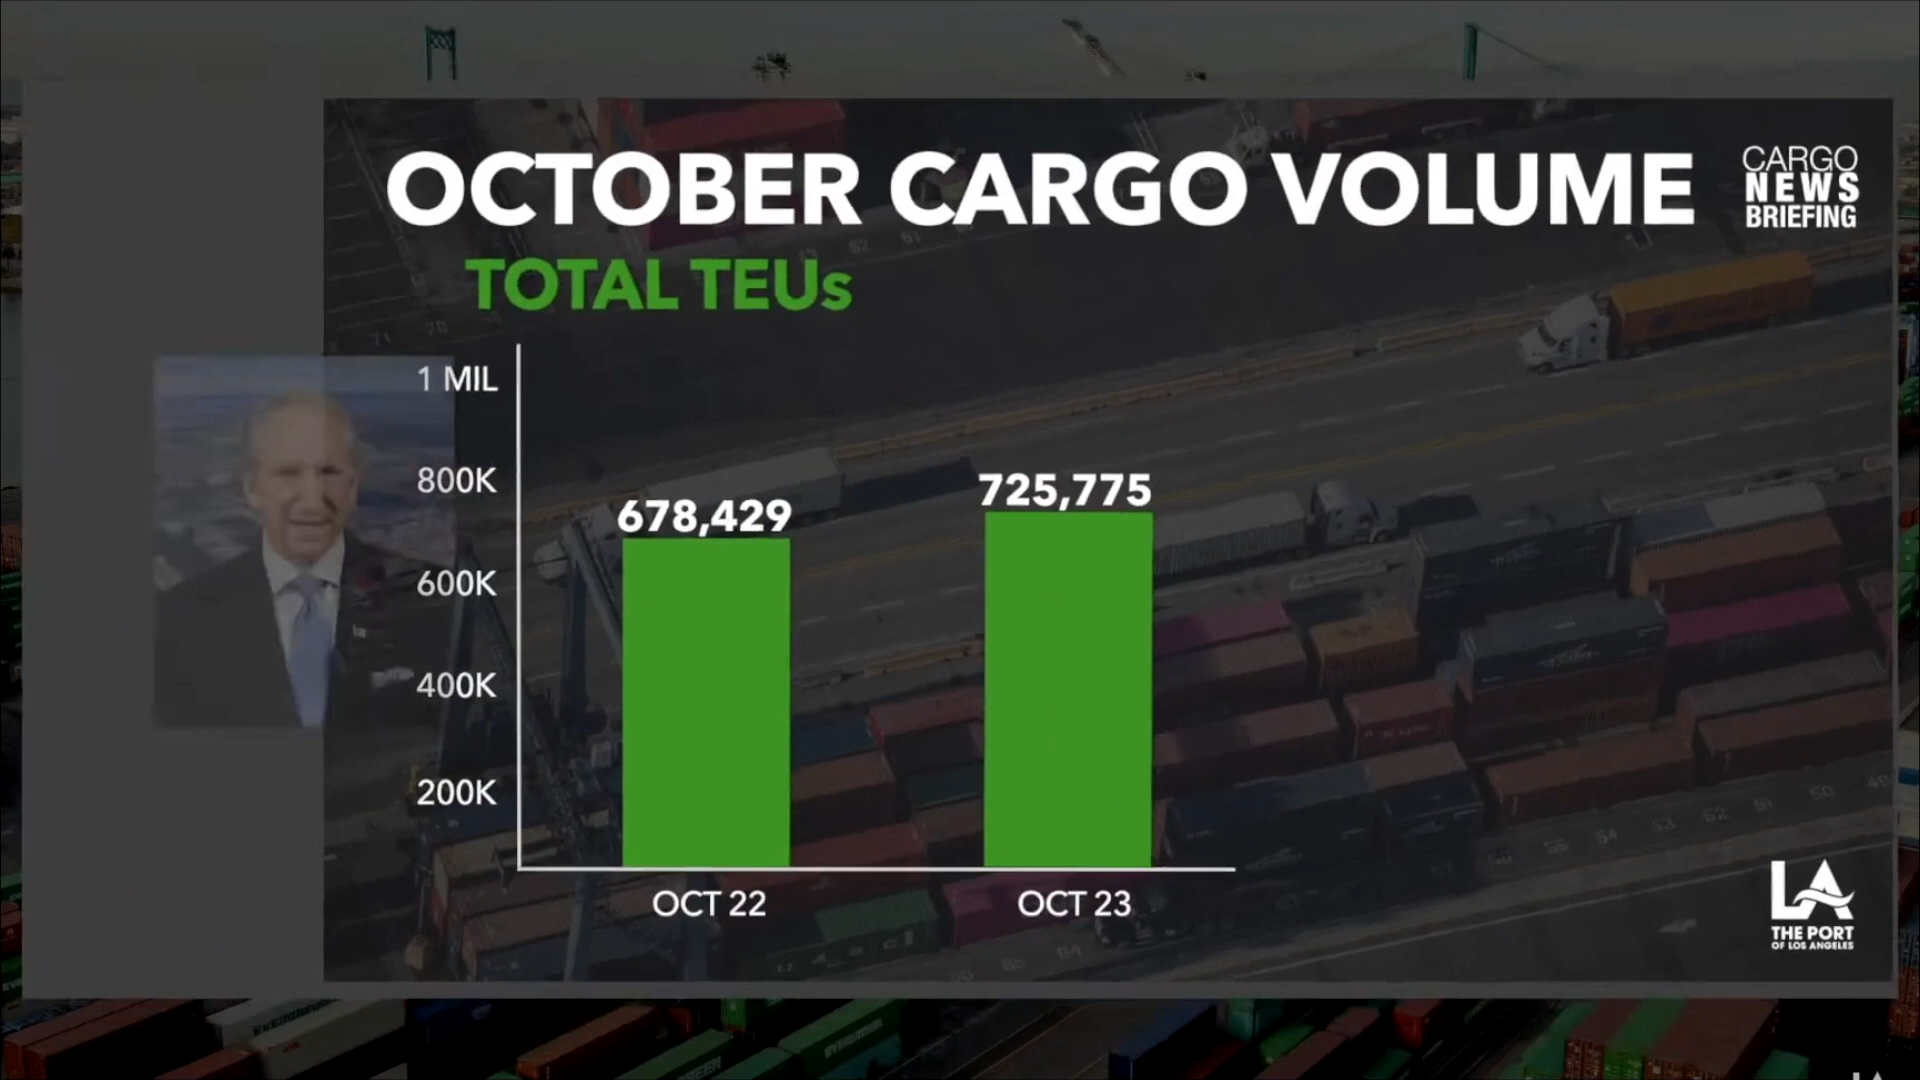 OCTOBER CARGO VOLUME
CARGO
NEWS
BRIEFING
TOTAL TEUs
1 MIL
800K
600K
400K
200K
678,429
725,775
OCT 22
OCT 23
LA
THE PORT
OF LOS ANGELES